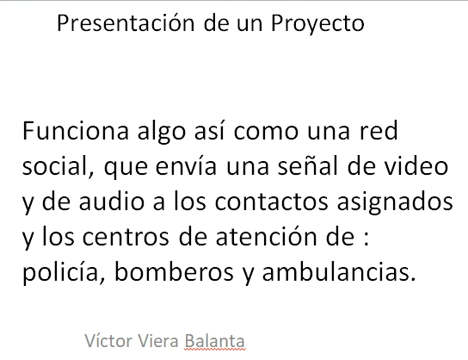 Presentación de un Proyecto
Funciona algo así como una red
social, que envía una señal de video
y de audio a los contactos asignados
y los centros de atención de :
policía, bomberos y ambulancias.
Víctor Viera Balanta